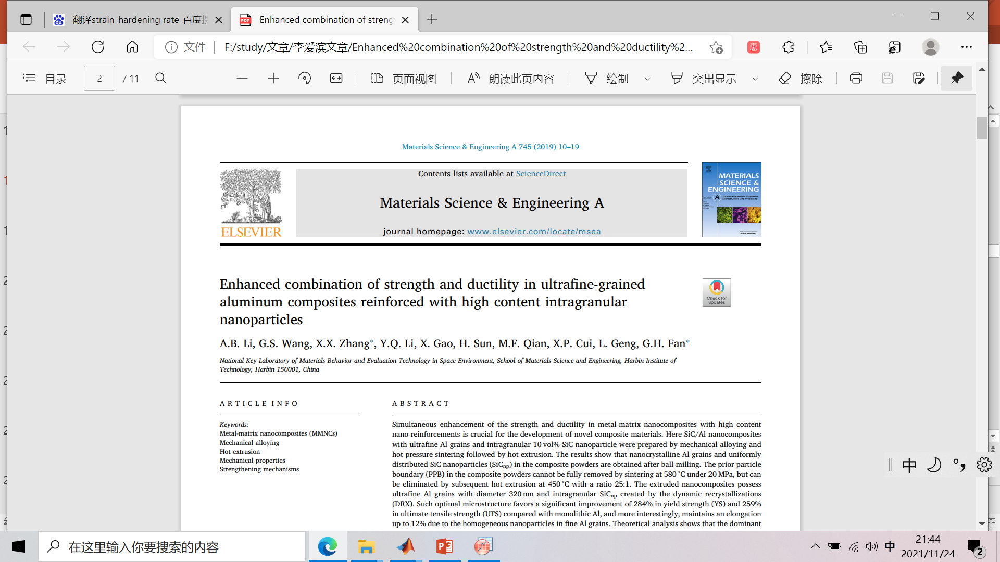 翻译strain-hardening rate_百度搜
Enhanced combination of streng
文件
F:/study/文章/李爱滨文章/Enhanced%20combination%20of%20strength%20and%20ductility%2...
惠
目录
2
/ 11
页面视图
朗读此页内容
绘制
突出显示
擦除
Materials Science & Engineering A 745 (2019) 10–19
Contents lists available at ScienceDirect
Materials Science & Engineering A
journal homepage: www.elsevier.com/locate/msea
ELSEVIER
MATERIALS
SCIENCE &
ENGINEERING
A
Structural Materials: Properties,
Microstructure and Processing
Enhanced combination of strength and ductility in ultrafine-grained
aluminum composites reinforced with high content intragranular
nanoparticles
Check for
updates
A.B. Li, G.S. Wang, X.X. Zhang*, Y.Q. Li, X. Gao, H. Sun, M.F. Qian, X.P. Cui, L. Geng, G.H. Fan*
National Key Laboratory of Materials Behavior and Evaluation Technology in Space Environment, School of Materials Science and Engineering, Harbin Institute of
Technology, Harbin 150001, China
ARTICLE INFO
Keywords:
Metal-matrix nanocomposites (MMNCs)
Mechanical alloying
Hot extrusion
Mechanical properties
Strengthening mechanisms
ABSTRACT
Simultaneous enhancement of the strength and ductility in metal-matrix nanocomposites with high content
nano-reinforcements is crucial for the development of novel composite materials. Here SiC/Al nanocomposites
with ultrafine Al grains and intragranular 10 vol% SiC nanoparticle were prepared by mechanical alloying and
hot pressure sintering followed by hot extrusion. The results show that nanocrystalline Al grains and uniformly
distributed SiC nanoparticles (SiCnp) in the composite powders are obtained after ball-milling. The prior particle
boundary (PPB) in the composite powders cannot be fully removed by sintering at 580 °C under 20 MPa, but can
be eliminated by subsequent hot extrusion at 450 °C with a ratio 25:1. The extruded nanocomposites possess
ultrafine Al grains with diameter 320 nm and intragranular SiCnp created by the dynamic recrystallizations
(DRX). Such optimal microstructure favors a significant improvement of 284% in yield strength (YS) and 259%
in ultimate tensile strength (UTS) compared with monolithic Al, and more interestingly, maintains an elongation
up to 12% due to the homogeneous nanoparticles in fine Al grains. Theoretical analysis shows that the dominant
中
在这里输入你要搜索的内容
中
21:44
2021/11/24
2